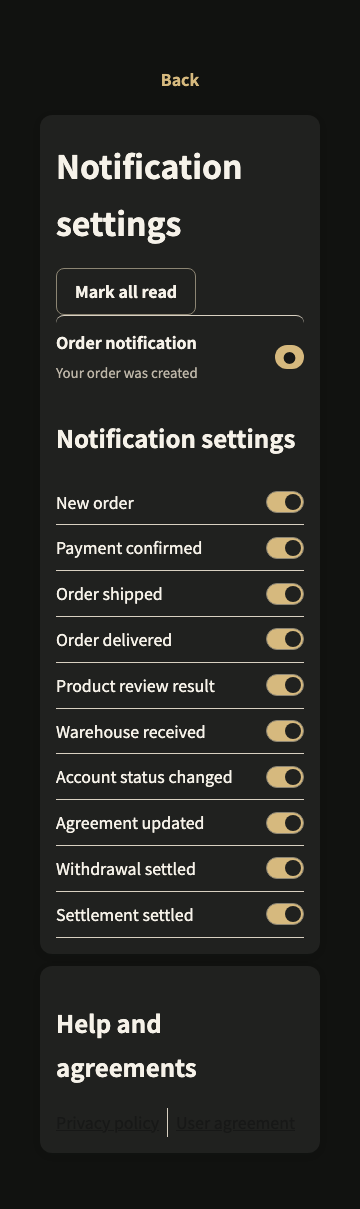 Back
Notification
settings
Mark all read
Order notification
Your order was created
Notification settings
New order
Payment confirmed
Order shipped
Order delivered
Product review result
Warehouse received
Account status changed
Agreement updated
Withdrawal settled
Settlement settled
Help and
agreements
Privacy policy User agreement